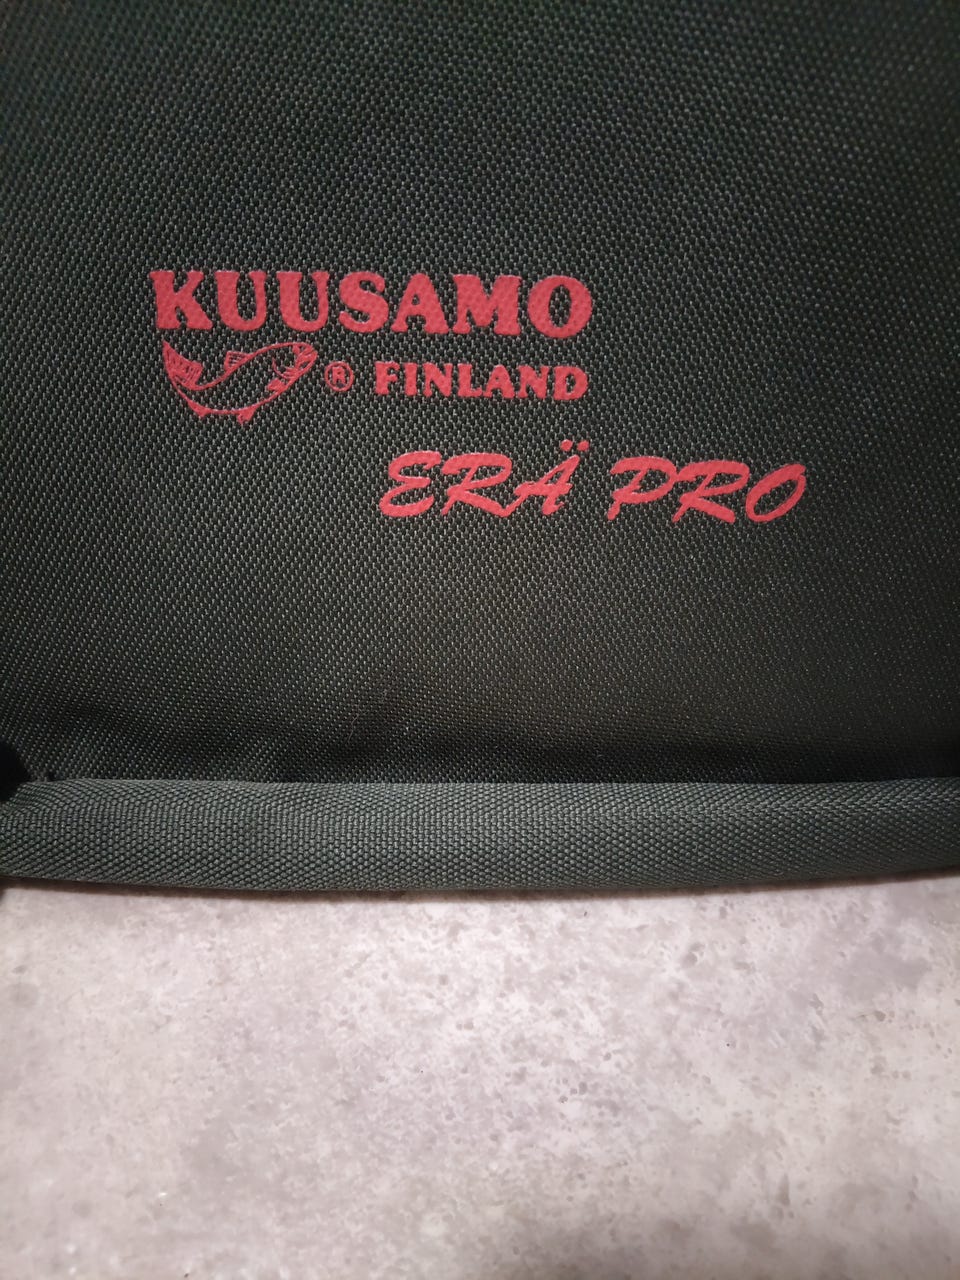 KUUSAMO
® FINLAND
ERÄ PRO